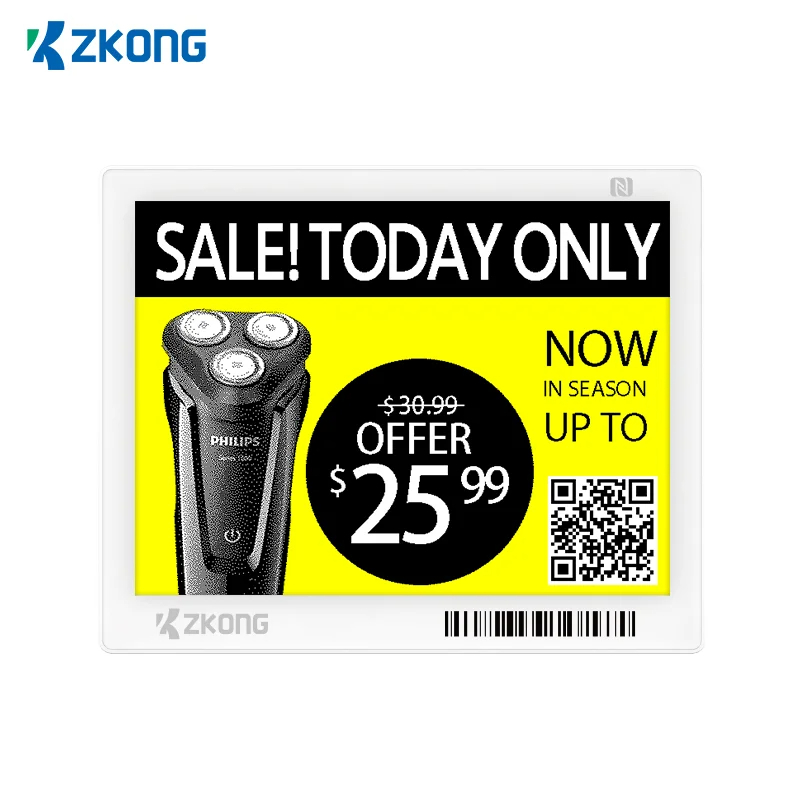 ZKONG
SALE! TODAY ONLY
PHILIPS
$30.99
OFFER
$25.99
NOW
IN SEASON
UP TO
ZKONG